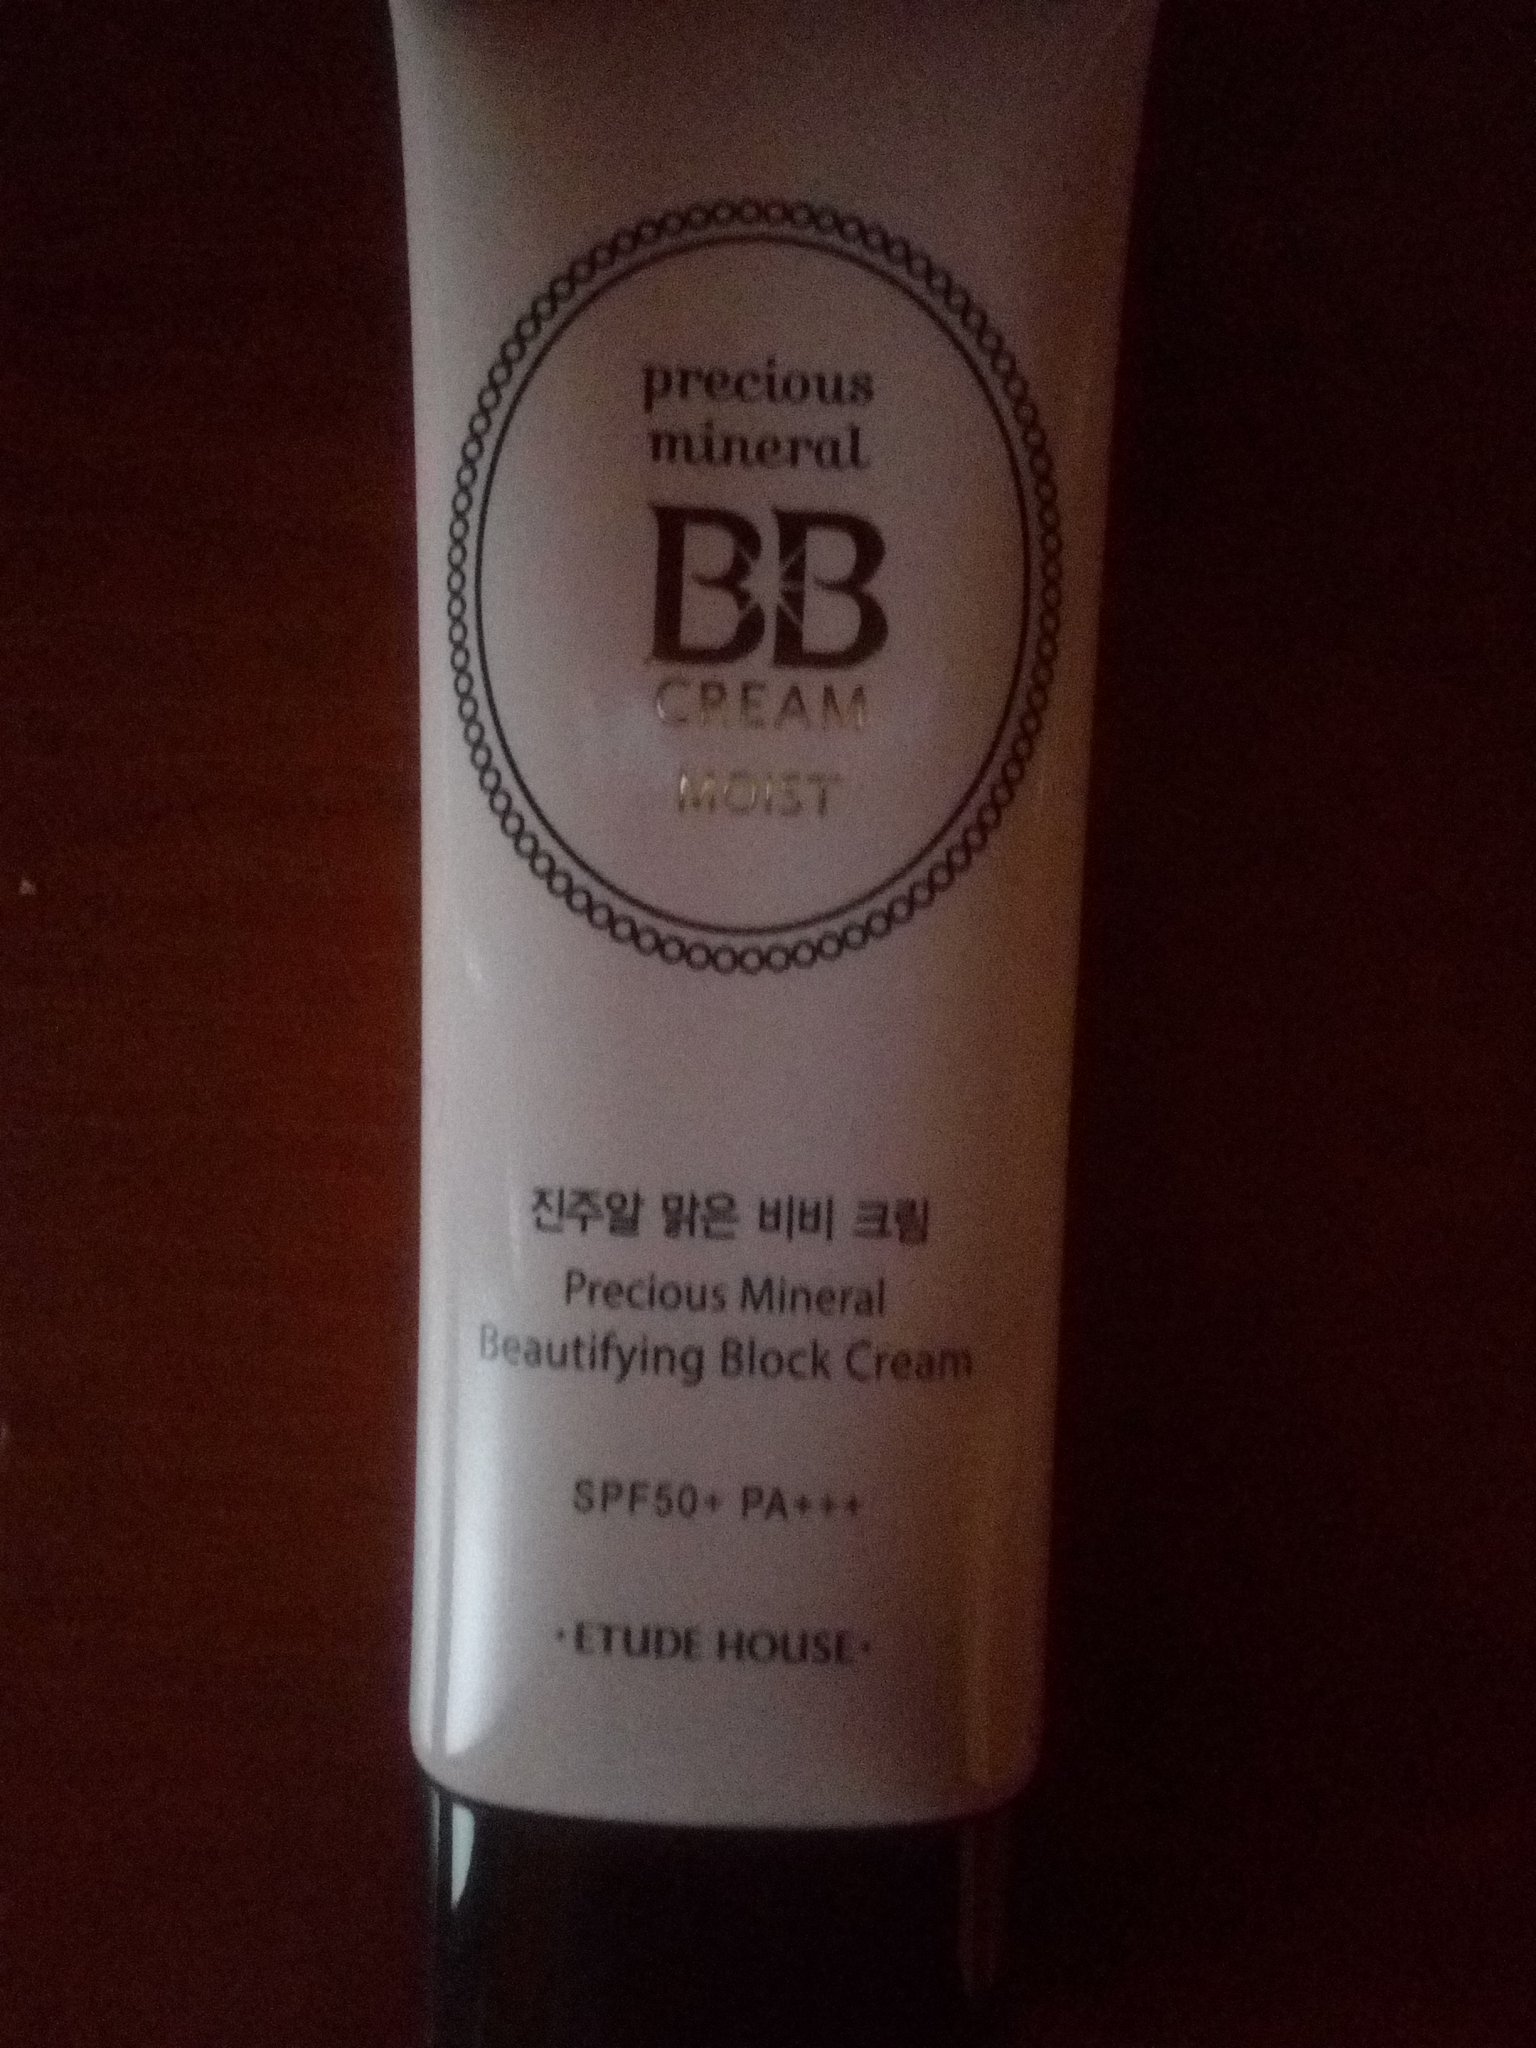 precious
mineral
BB
CREAM
MOIST
진주알 맑은 비비 크림
Precious Mineral
Beautifying Block Cream
SPF50+ PA+++
·ETUDE HOUSE·